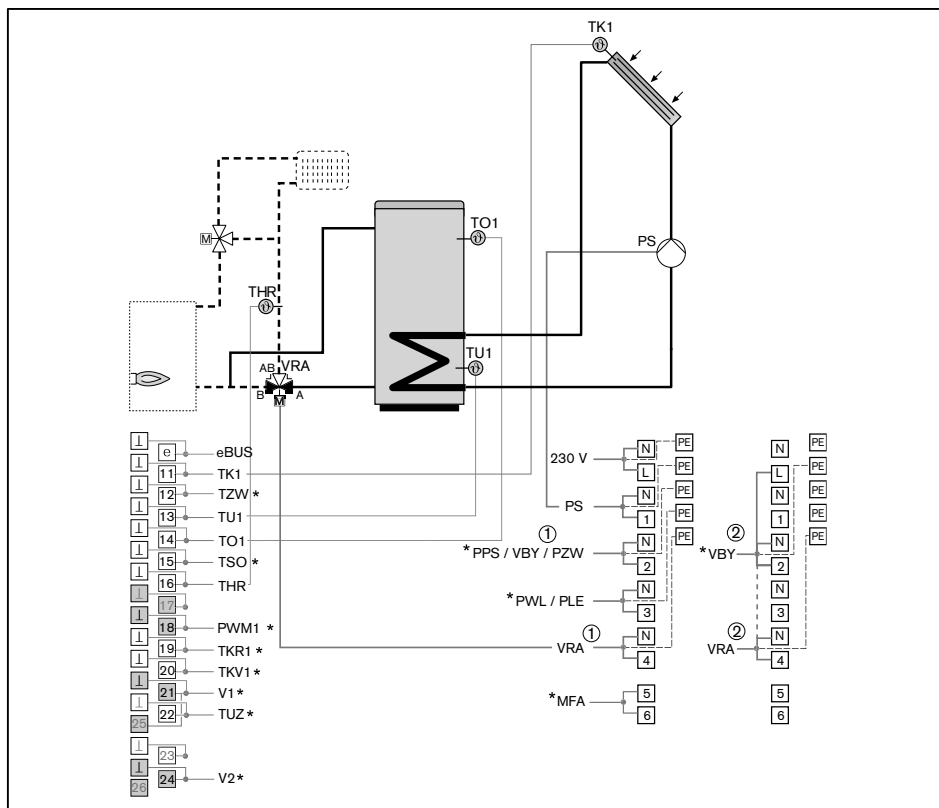 TK1
TO1
PS
THR
TU1
AB VRA
B A
M
M
⊥ e eBUS
⊥ 11 TK1
⊥ 12 TZW *
⊥ 13 TU1
⊥ 14 TO1
⊥ 15 TSO *
⊥ 16 THR
⊥ 17
⊥ 18 PWM1 *
⊥ 19 TKR1 *
⊥ 20 TKV1 *
⊥ 21 V1 *
⊥ 22 TUZ *
25
⊥ 23
⊥ 24 V2 *
26
230 V N L PE
PS N 1 PE
① *PPS / VBY / PZW N 2 PE
*PWL / PLE N 3 PE
VRA ① N 4 PE
*MFA 5 6
N PE
L
N PE
1
② *VBY N 2 PE
N 3 PE
② VRA N 4 PE
5
6